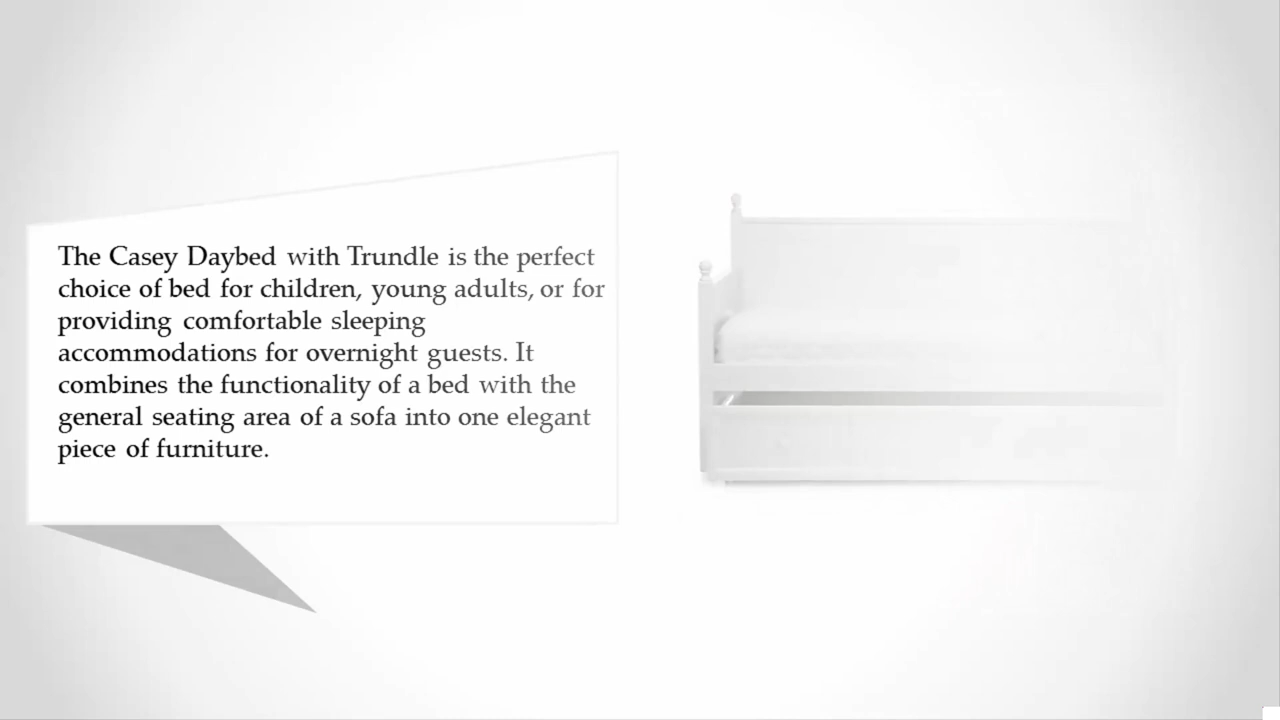 The Casey Daybed with Trundle is the perfect
choice of bed for children, young adults, or for
providing comfortable sleeping
accommodations for overnight guests. It
combines the functionality of a bed with the
general seating area of a sofa into one elegant
piece of furniture.